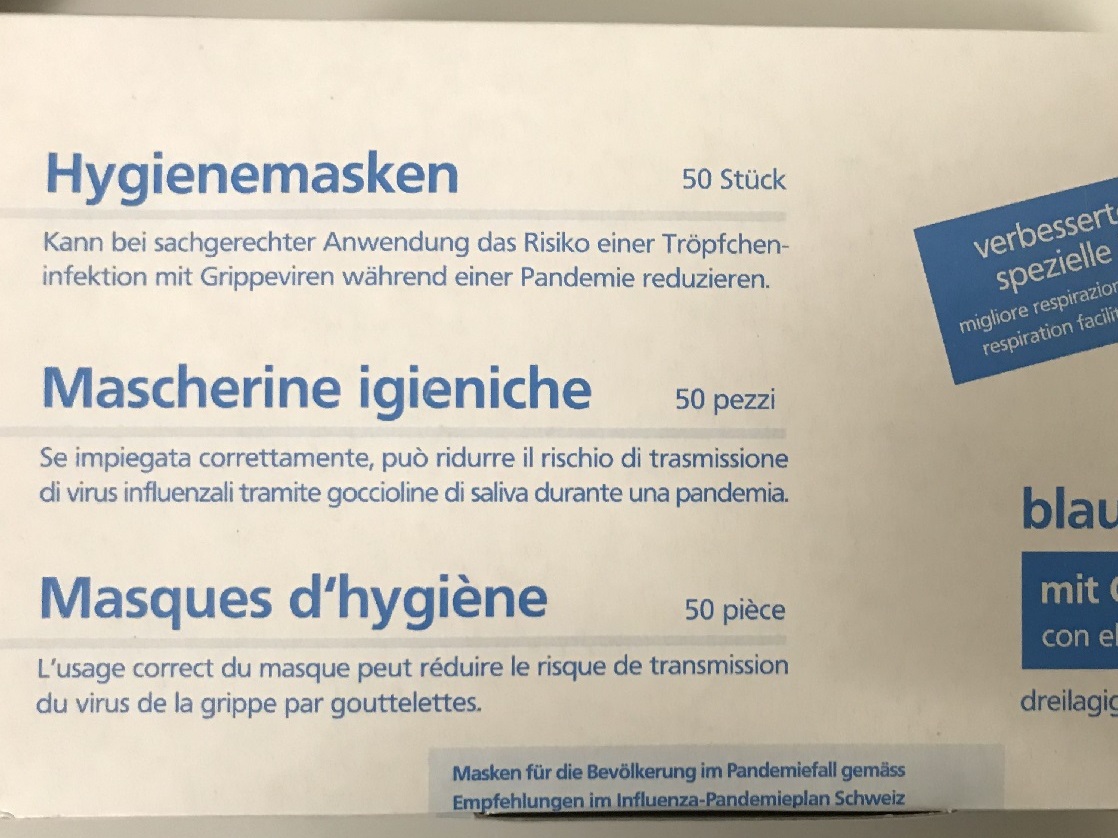 Hygienemasken 50 Stück
Kann bei sachgerechter Anwendung das Risiko einer Tröpfchen-
infektion mit Grippeviren während einer Pandemie reduzieren.
Mascherine igieniche 50 pezzi
Se impiegata correttamente, può ridurre il rischio di trasmissione
di virus influenzali tramite goccioline di saliva durante una pandemia.
Masques d‘hygiène 50 pièce
L'usage correct du masque peut réduire le risque de transmission
du virus de la grippe par gouttelettes.
Masken für die Bevölkerung im Pandemiefall gemäss
Empfehlungen im Influenza-Pandemieplan Schweiz
verbessert
spezielle
migliore respirazion
respiration facilit
blau
mit
con el
dreilagig